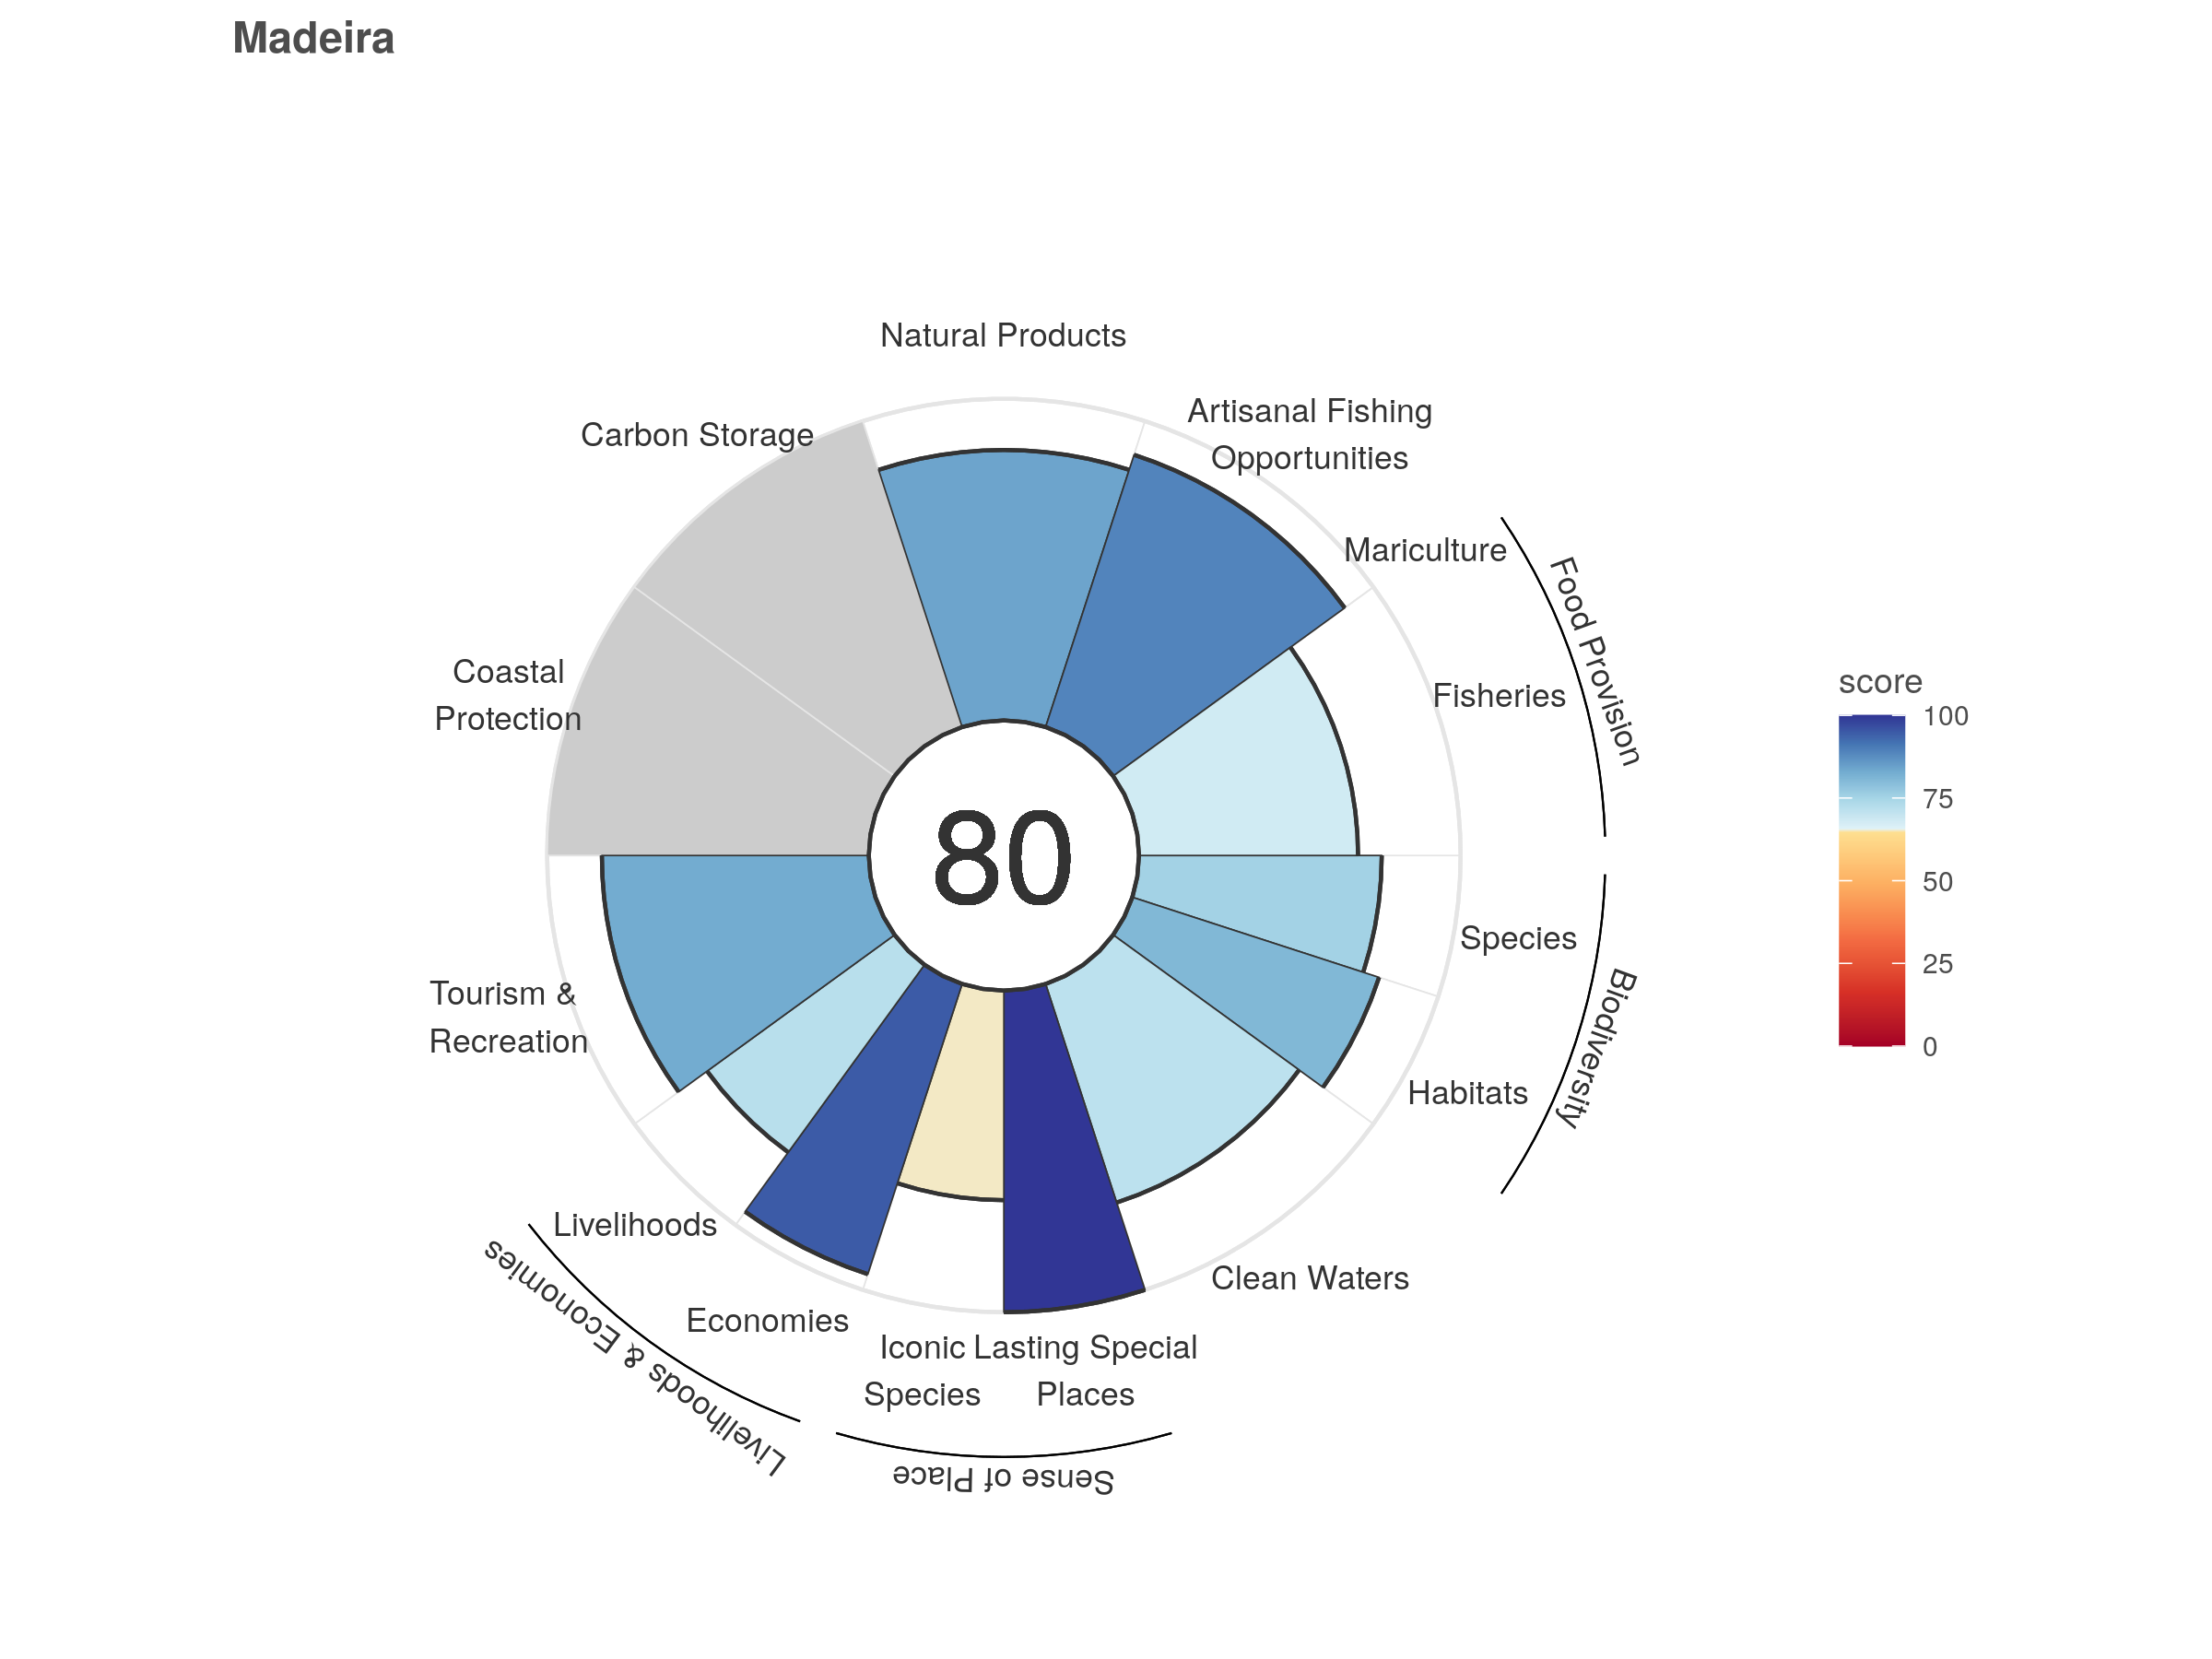 Madeira
Natural Products
Artisanal Fishing
Opportunities
Carbon Storage
Mariculture
Food Provision
Fisheries
Coastal
Protection
80
Species
Biodiversity
Tourism &
Recreation
Habitats
Livelihoods
Clean Waters
Economies
Iconic
Species
Lasting Special
Places
Livelihoods & Economies
Sense of Place
score
100
75
50
25
0